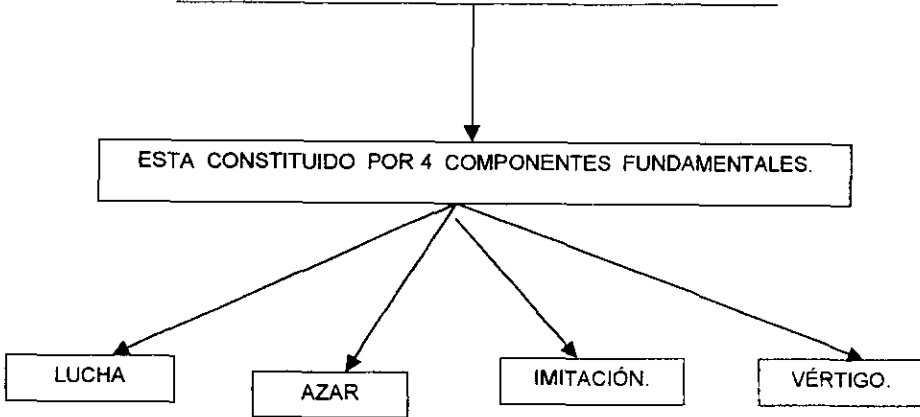 ESTA CONSTITUIDO POR 4 COMPONENTES FUNDAMENTALES.
LUCHA
AZAR
IMITACIÓN.
VÉRTIGO.